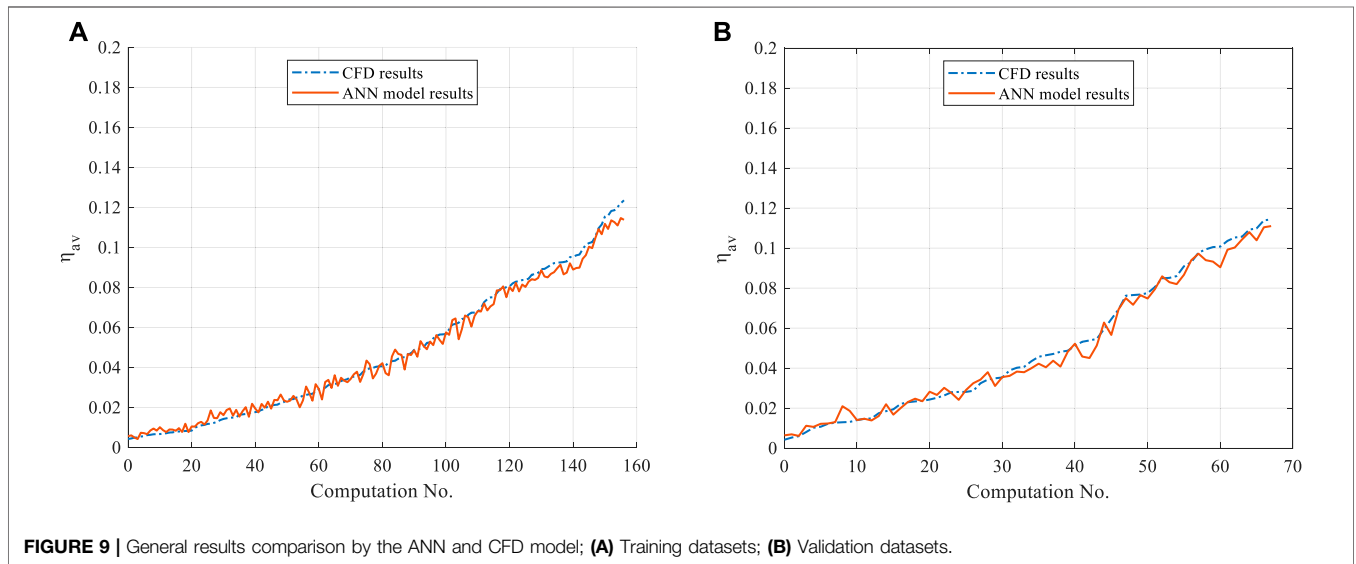 A
0.2
0.18
0.16
0.14
0.12
0.1
0.08
0.06
0.04
0.02
0
ηav
CFD results
ANN model results
0 20 40 60 80 100 120 140 160
Computation No.
B
0.2
0.18
0.16
0.14
0.12
0.1
0.08
0.06
0.04
0.02
0
ηav
CFD results
ANN model results
0 10 20 30 40 50 60 70
Computation No.
FIGURE 9 | General results comparison by the ANN and CFD model; (A) Training datasets; (B) Validation datasets.